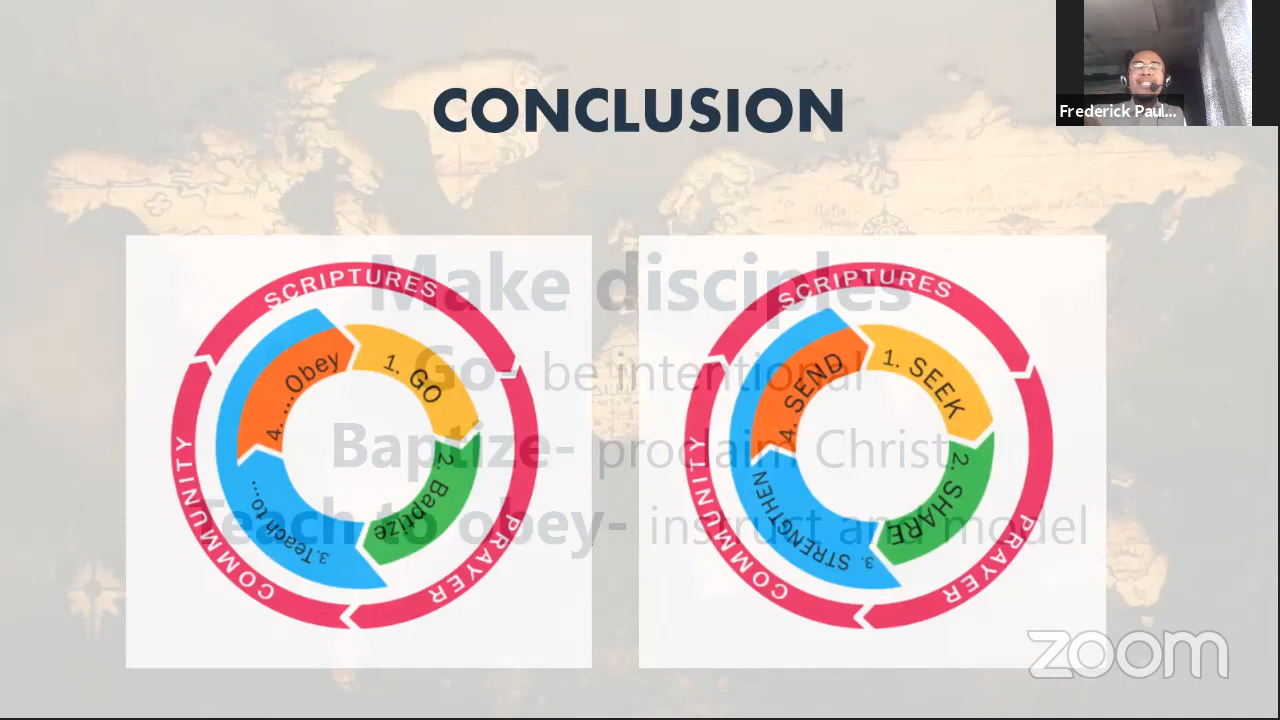 CONCLUSION
Frederick Paul...
Make disciples
Go- be intentional
Baptize- proclaim Christ
Teach to obey- instruct and model
SCRIPTURES
PRAYER
COMMUNITY
1. GO
2. Baptize
3.Teach to...
4. ...Obey
SCRIPTURES
PRAYER
COMMUNITY
1. SEEK
2. SHARE
3. STRENGTHEN
4. SEND
zoom